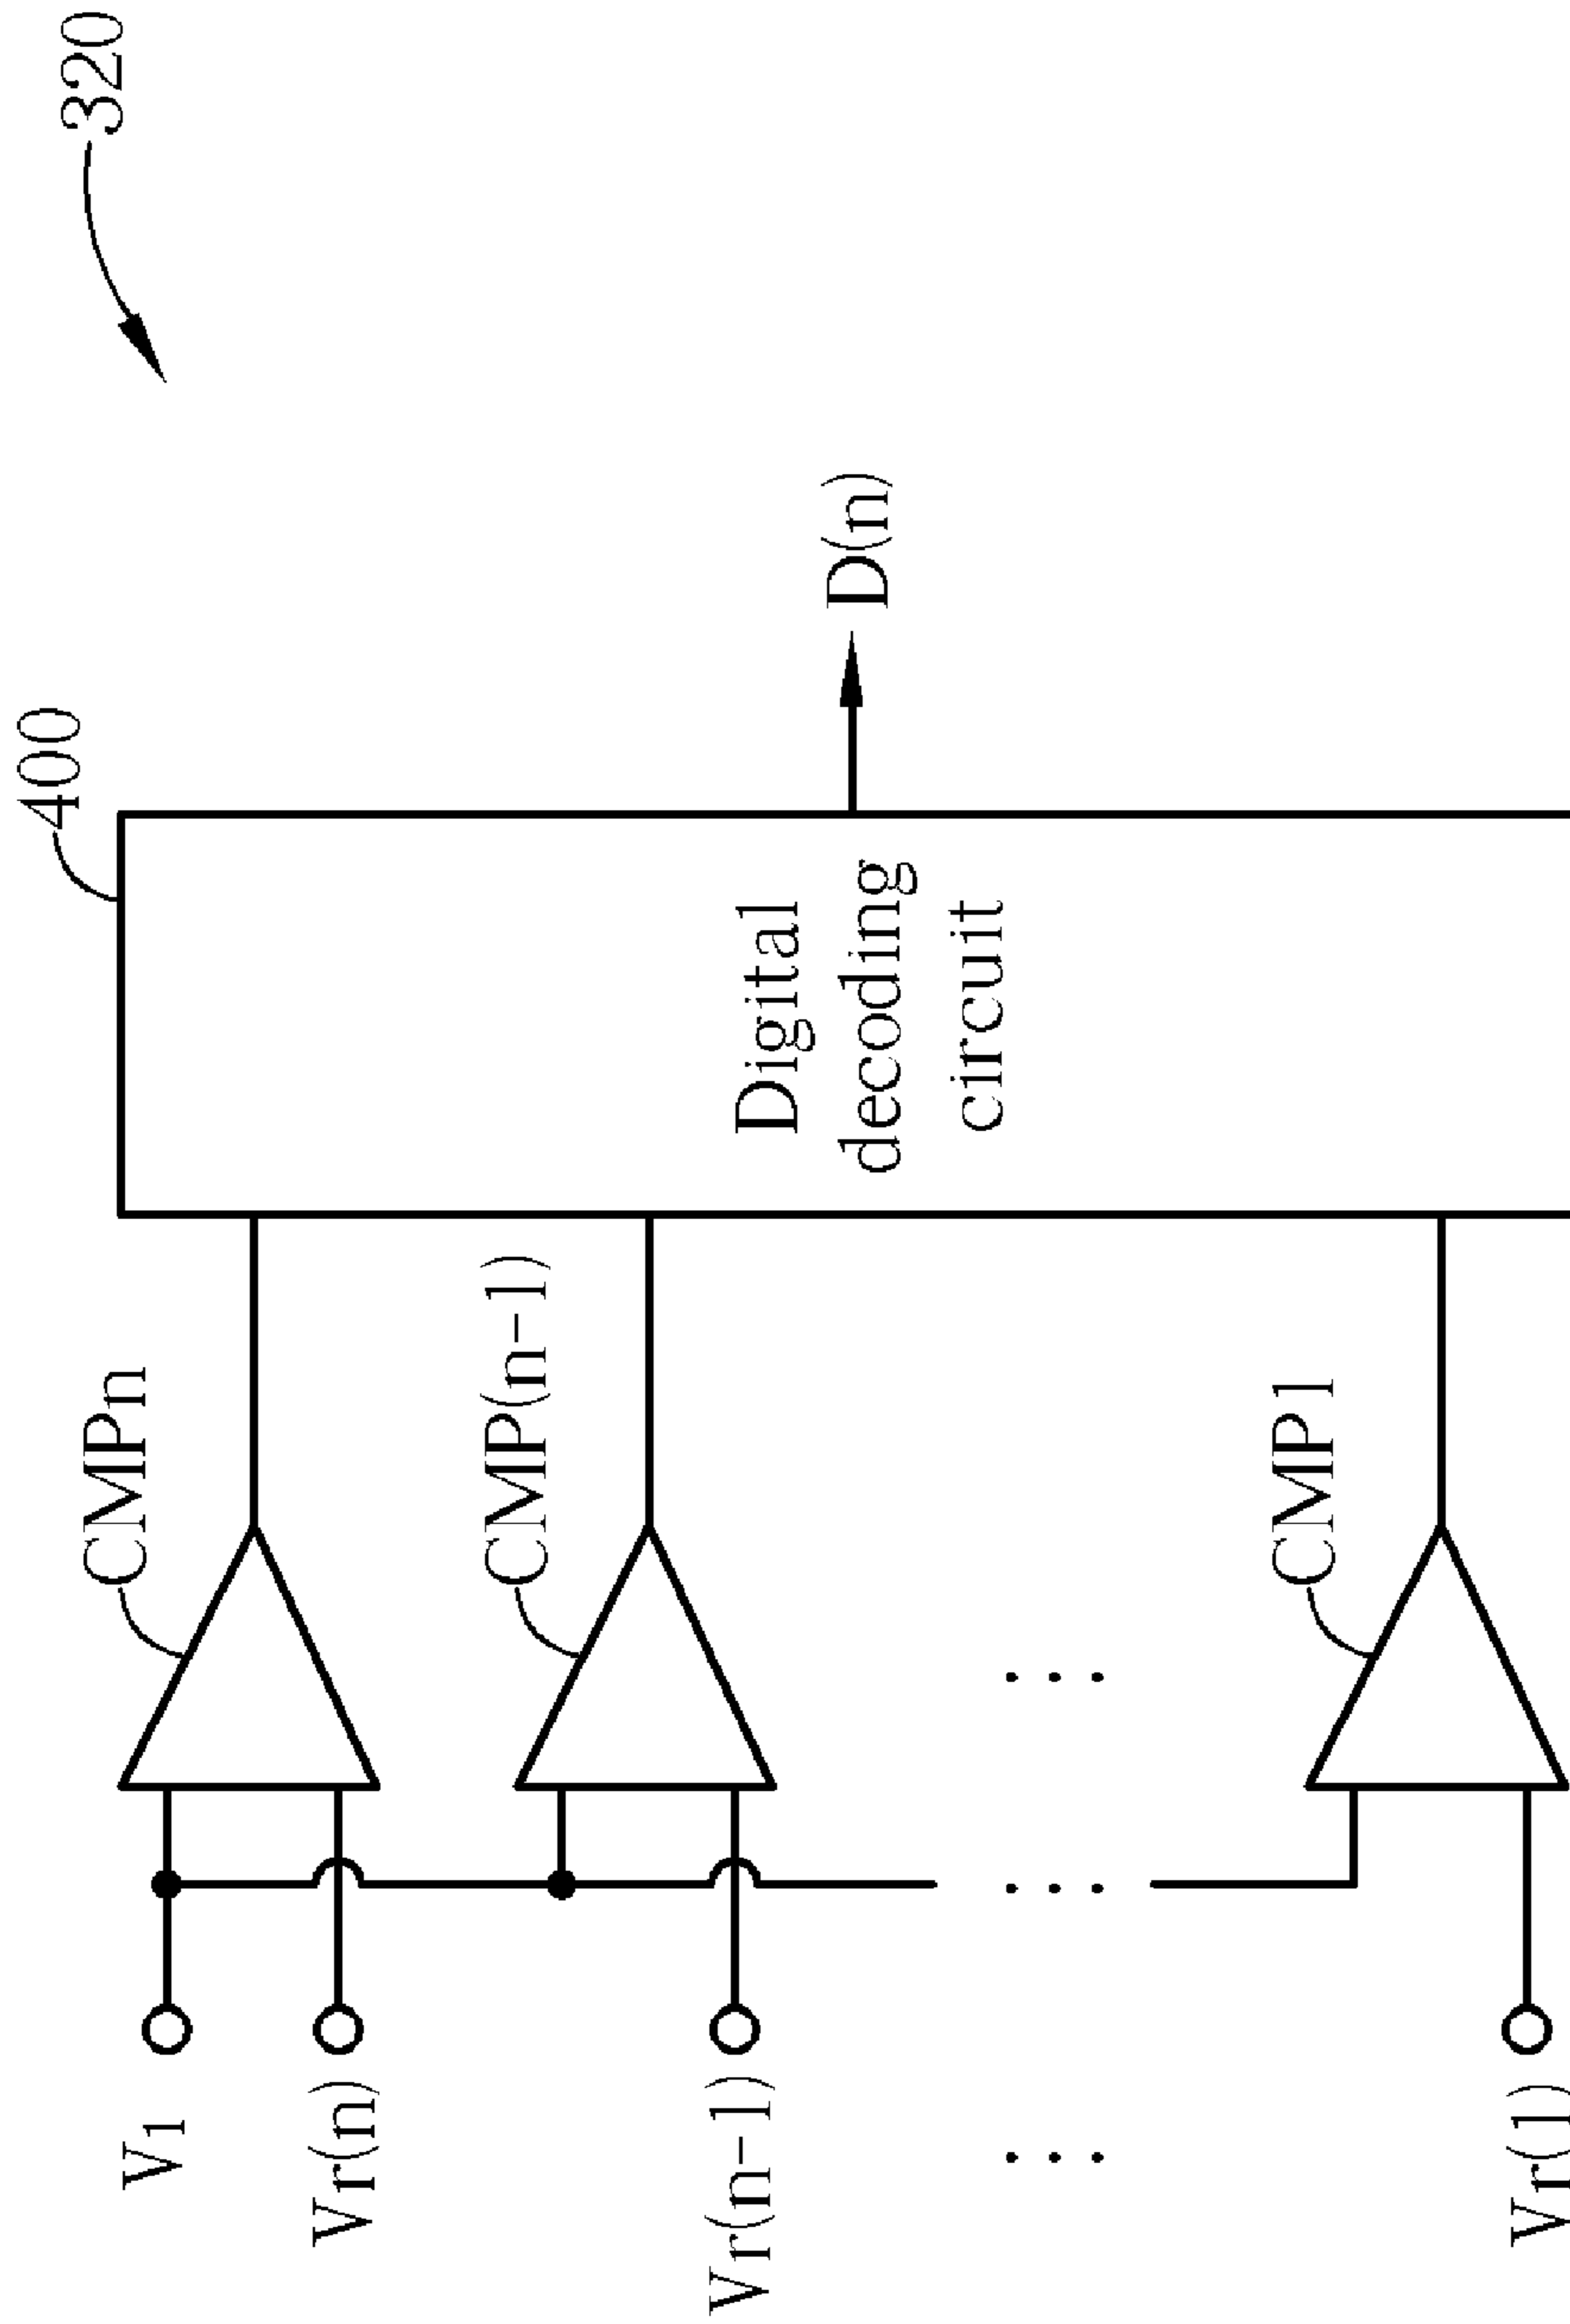 320
400
CMPn
V1
Vr(n)
CMP(n-1)
Vr(n-1)
Digital
decoding
circuit
D(n)
...
...
...
CMP1
Vr(1)